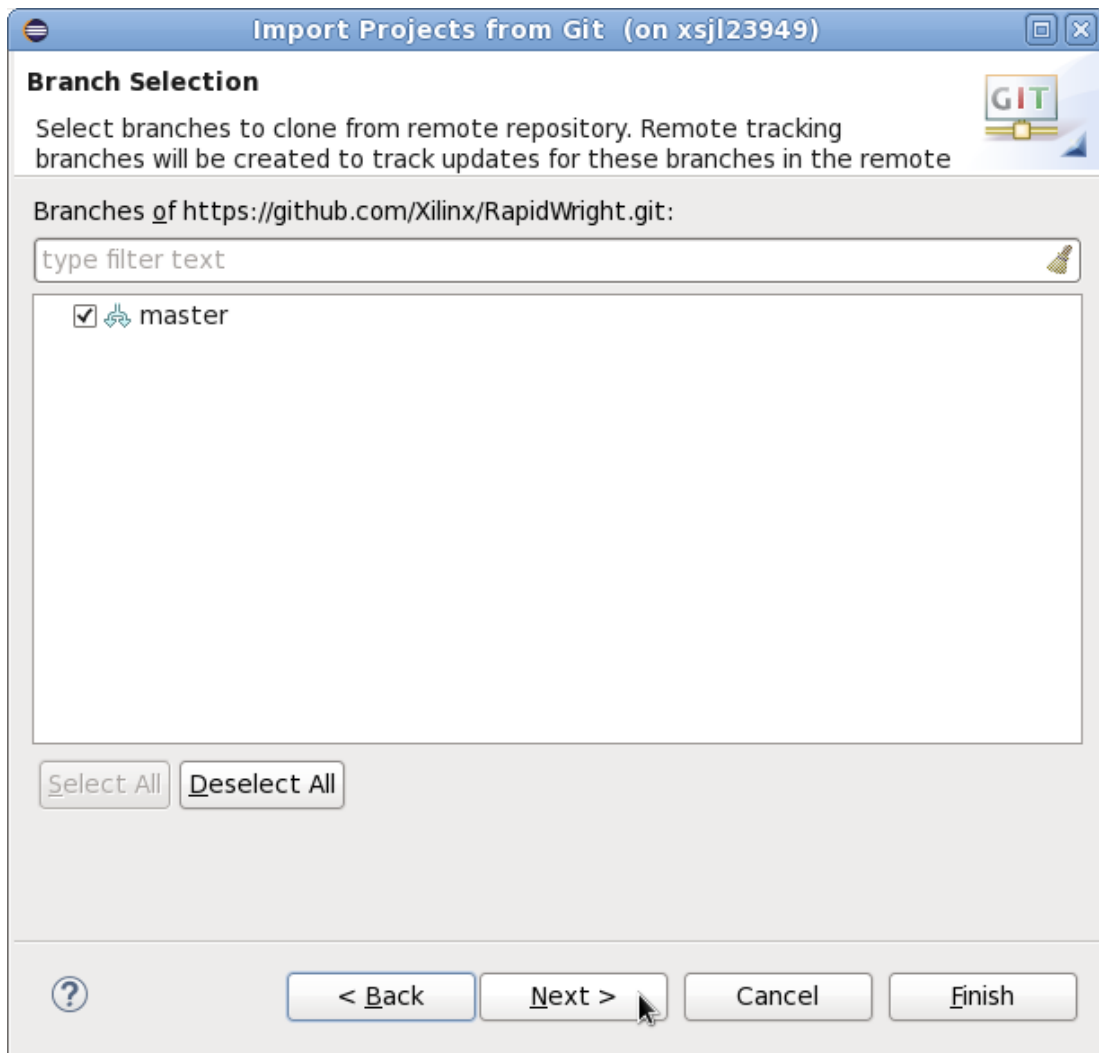 Import Projects from Git (on xsjl23949)
Branch Selection
GIT
Select branches to clone from remote repository. Remote tracking
branches will be created to track updates for these branches in the remote
Branches of https://github.com/Xilinx/RapidWright.git:
type filter text
master
Select All Deselect All
? < Back Next > Cancel Finish